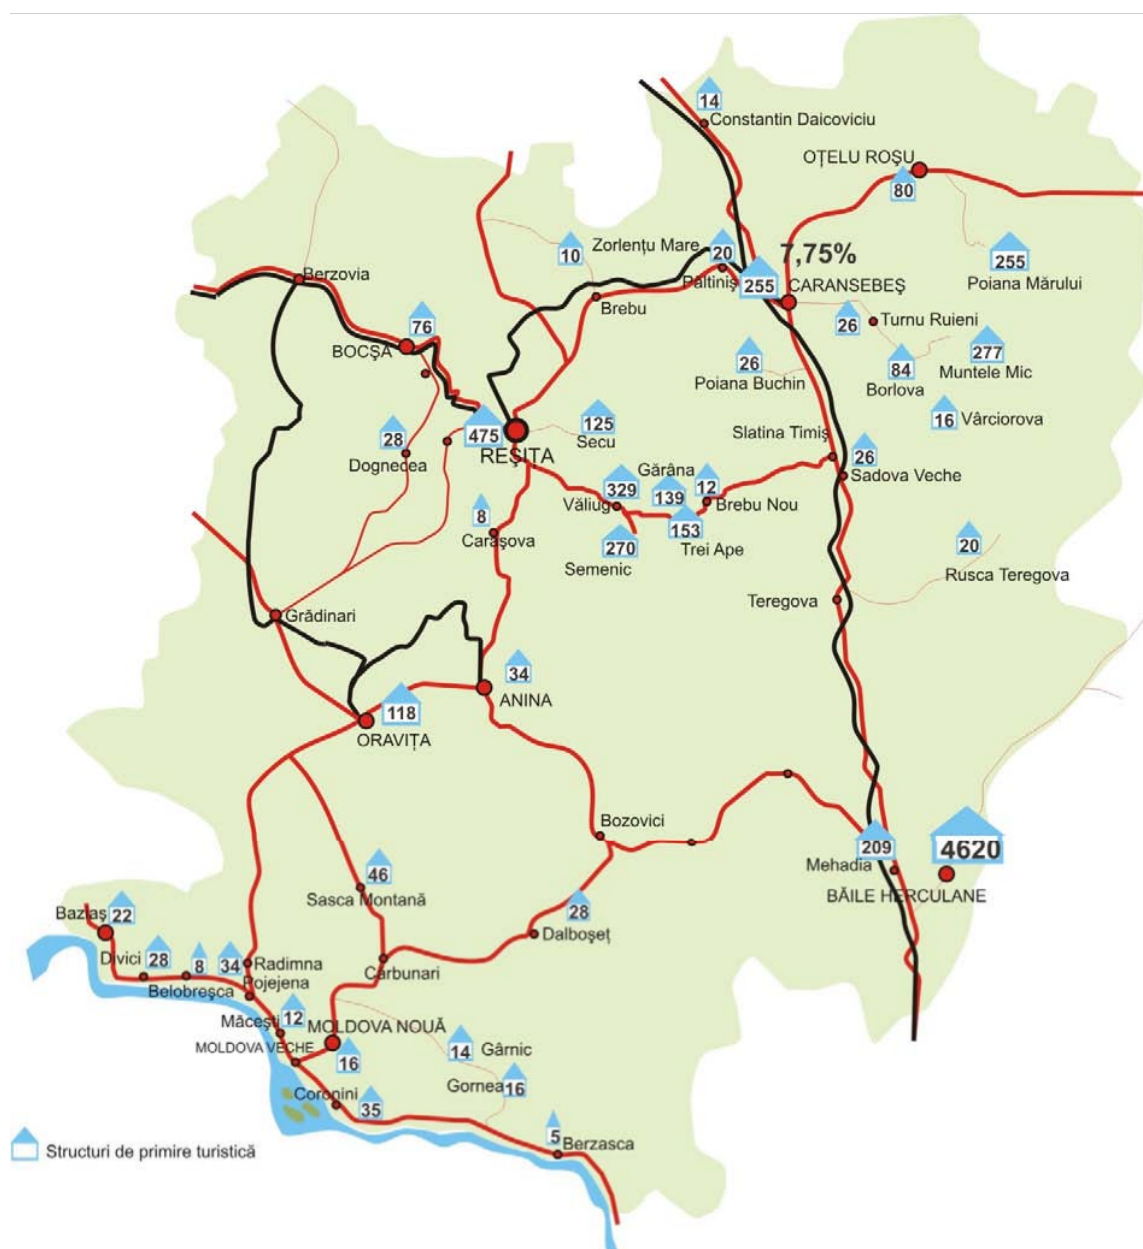 14
Constantin Daicoviciu
OȚELU ROȘU
80
Zorlențu Mare
20
7,75%
10
255
255
Poiana Mărului
Berzovia
Păltiniș
CARANSEBEȘ
Brebu
76
26
Turnu Ruieni
BOCȘA
26
84
277
Poiana Buchin
Borlova
Muntele Mic
16
Vârciorova
28
475
125
Slatina Timiș
Dognecea
REȘIȚA
Secu
26
Gărâna
Sadova Veche
329
139
12
Văliug
Brebu Nou
8
153
Carașova
270
Trei Ape
20
Semenic
Rusca Teregova
Teregova
Grădinari
34
ANINA
118
ORAVIȚA
Bozovici
209
4620
Mehadia
46
BĂILE HERCULANE
Sasca Montană
22
28
Baziaș
Dalboșeț
Divici
28
8
34
Radimna
Cărbunari
Belobreșca
Pojejena
Măcești
12
MOLDOVA NOUĂ
MOLDOVA VECHE
16
14
Gârnic
Gornea
16
Coronini
35
5
Berzasca
Structuri de primire turistică